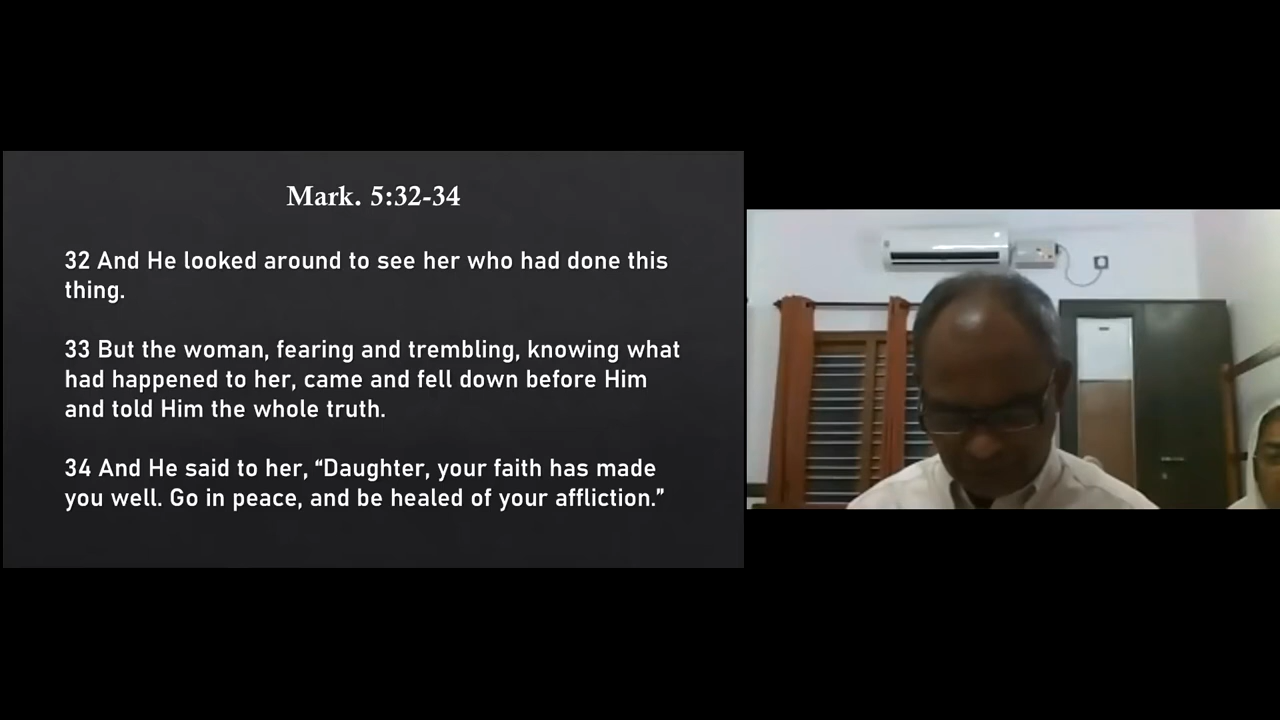 Mark. 5:32-34
32 And He looked around to see her who had done this
thing.
33 But the woman, fearing and trembling, knowing what
had happened to her, came and fell down before Him
and told Him the whole truth.
34 And He said to her, “Daughter, your faith has made
you well. Go in peace, and be healed of your affliction.”